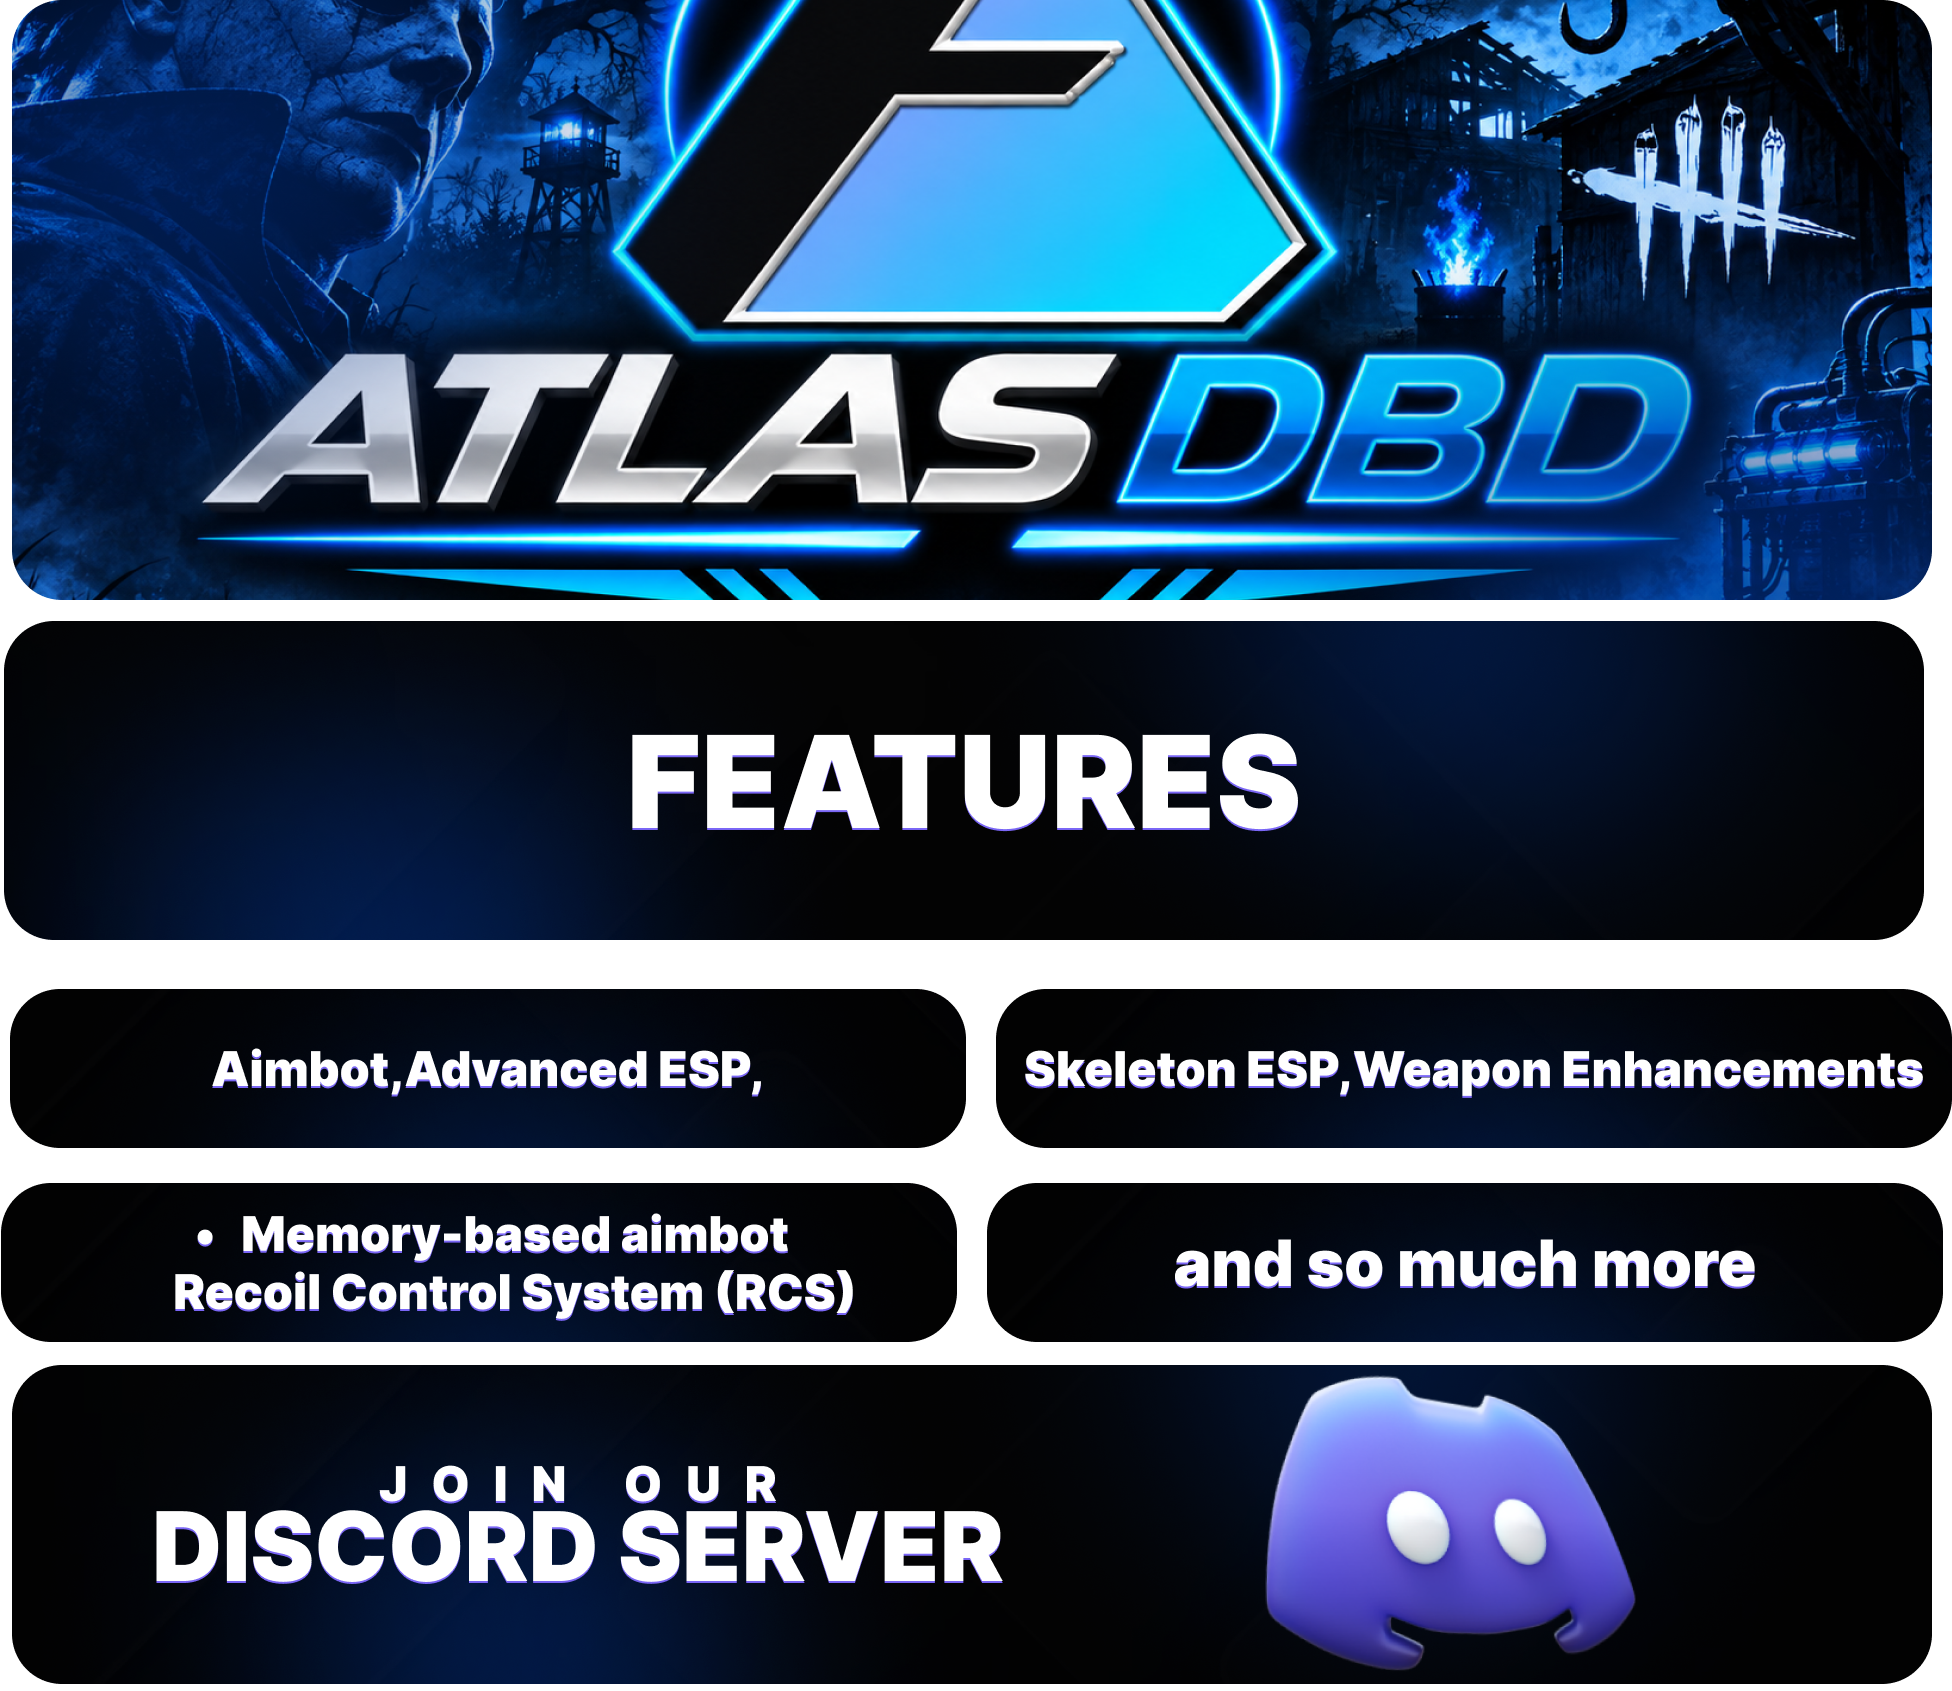 ATLAS DBD
FEATURES
Aimbot,Advanced ESP,
Skeleton ESP,Weapon Enhancements
• Memory-based aimbot
Recoil Control System (RCS)
and so much more
JOIN OUR
DISCORD SERVER